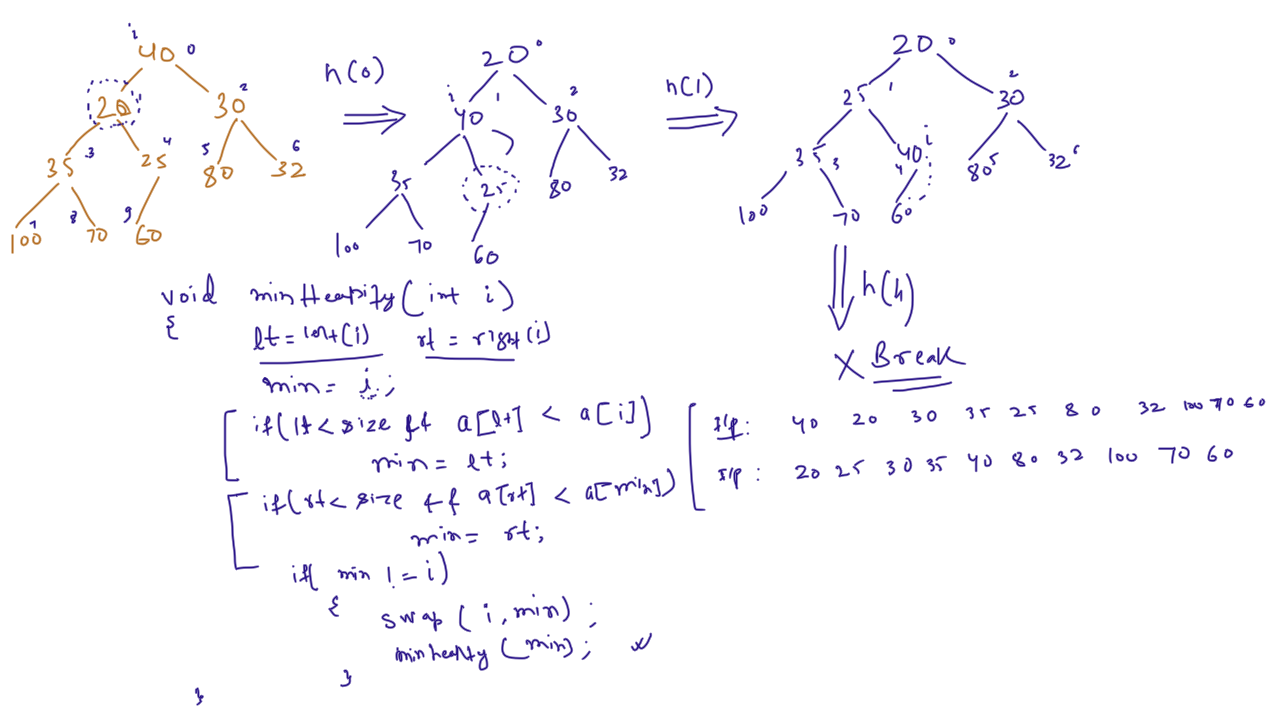 i
40 0
20 30 2
35 3 25 4 5 80 32 6
100 7 8 70 9 60
h(0)
20 0
i 40 1 30 2
35 25 80 32
100 70 60
h(1)
20 0
25 1 30 2
35 3 40 4 i 80 5 32 6
100 70 60
h(4)
X Break
void minHeapify(int i)
{
lt = left(i) rt = right(i)
min = i;
if(lt < size && a[lt] < a[i])
min = lt;
if(rt < size && a[rt] < a[min])
min = rt;
if( min != i)
{
swap ( i, min) ;
minheapify (min);
}
}
I/p: 40 20 30 35 25 80 32 100 70 60
I/p : 20 25 30 35 40 80 32 100 70 60